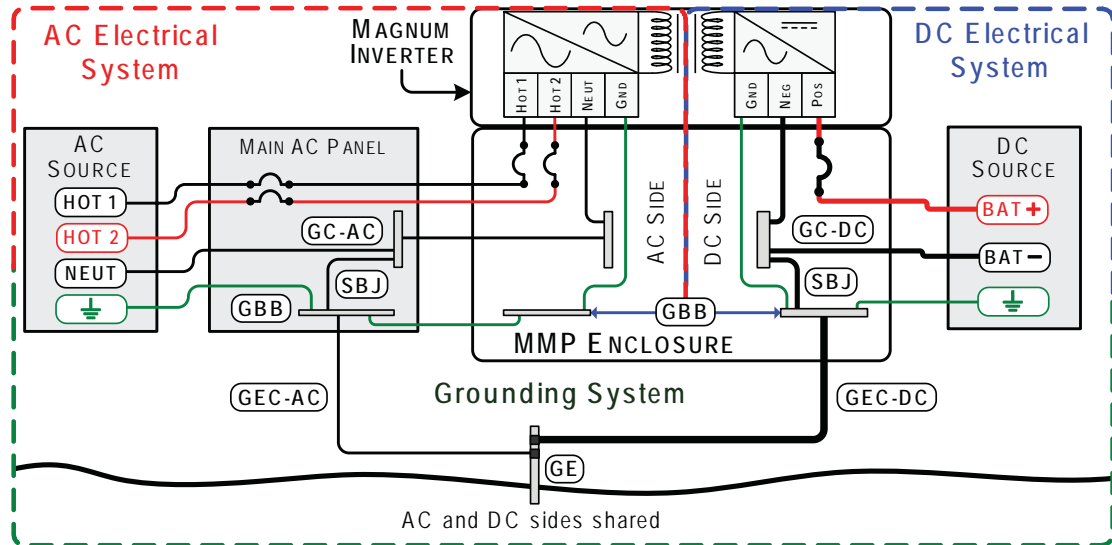 AC Electrical
System
MAGNUM
INVERTER
DC Electrical
System
HOT 1
HOT 2
NEUT
GND
GND
NEG
POS
AC
SOURCE
HOT 1
HOT 2
NEUT
MAIN AC PANEL
GC-AC
SBJ
GBB
AC SIDE
DC SIDE
GC-DC
SBJ
GBB
MMP ENCLOSURE
DC
SOURCE
BAT+
BAT−
GEC-AC
Grounding System
GEC-DC
GE
AC and DC sides shared